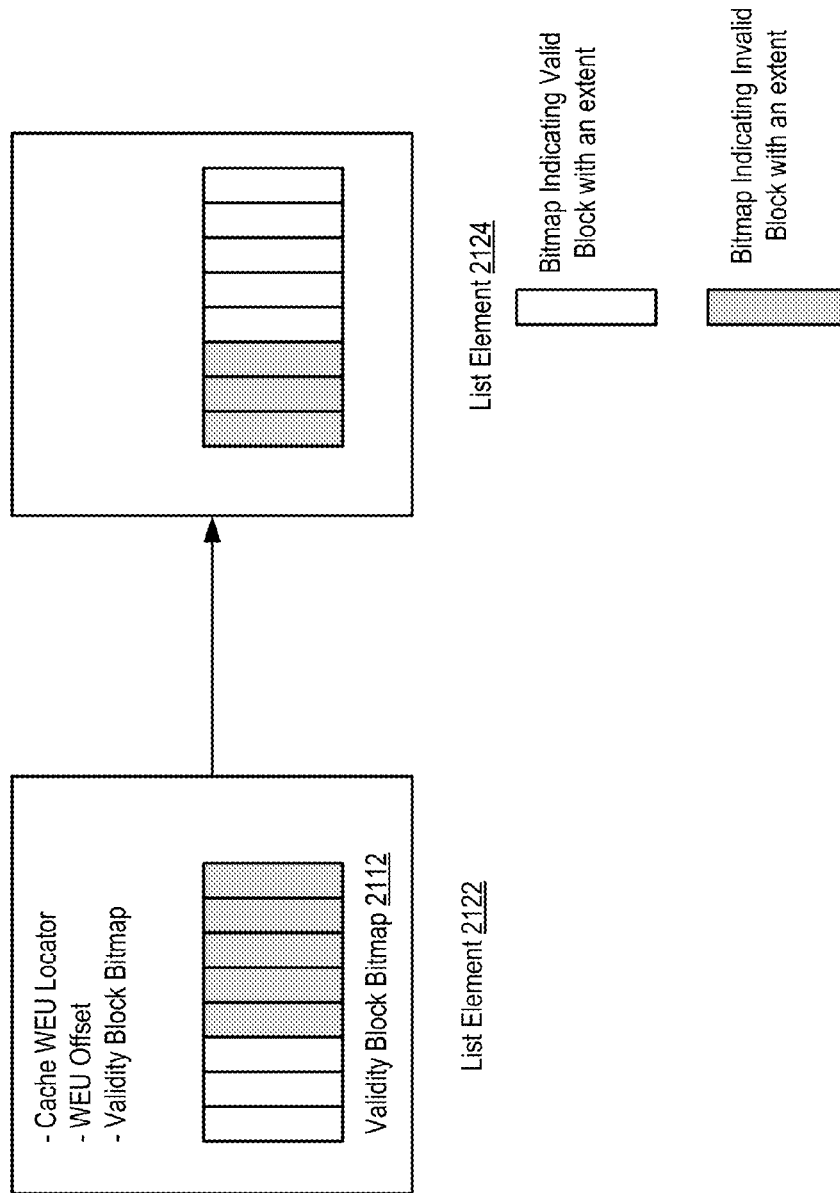 - Cache WEU Locator
- WEU Offset
- Validity Block Bitmap
Validity Block Bitmap 2112
List Element 2122
List Element 2124
Bitmap Indicating Valid
Block with an extent
Bitmap Indicating Invalid
Block with an extent